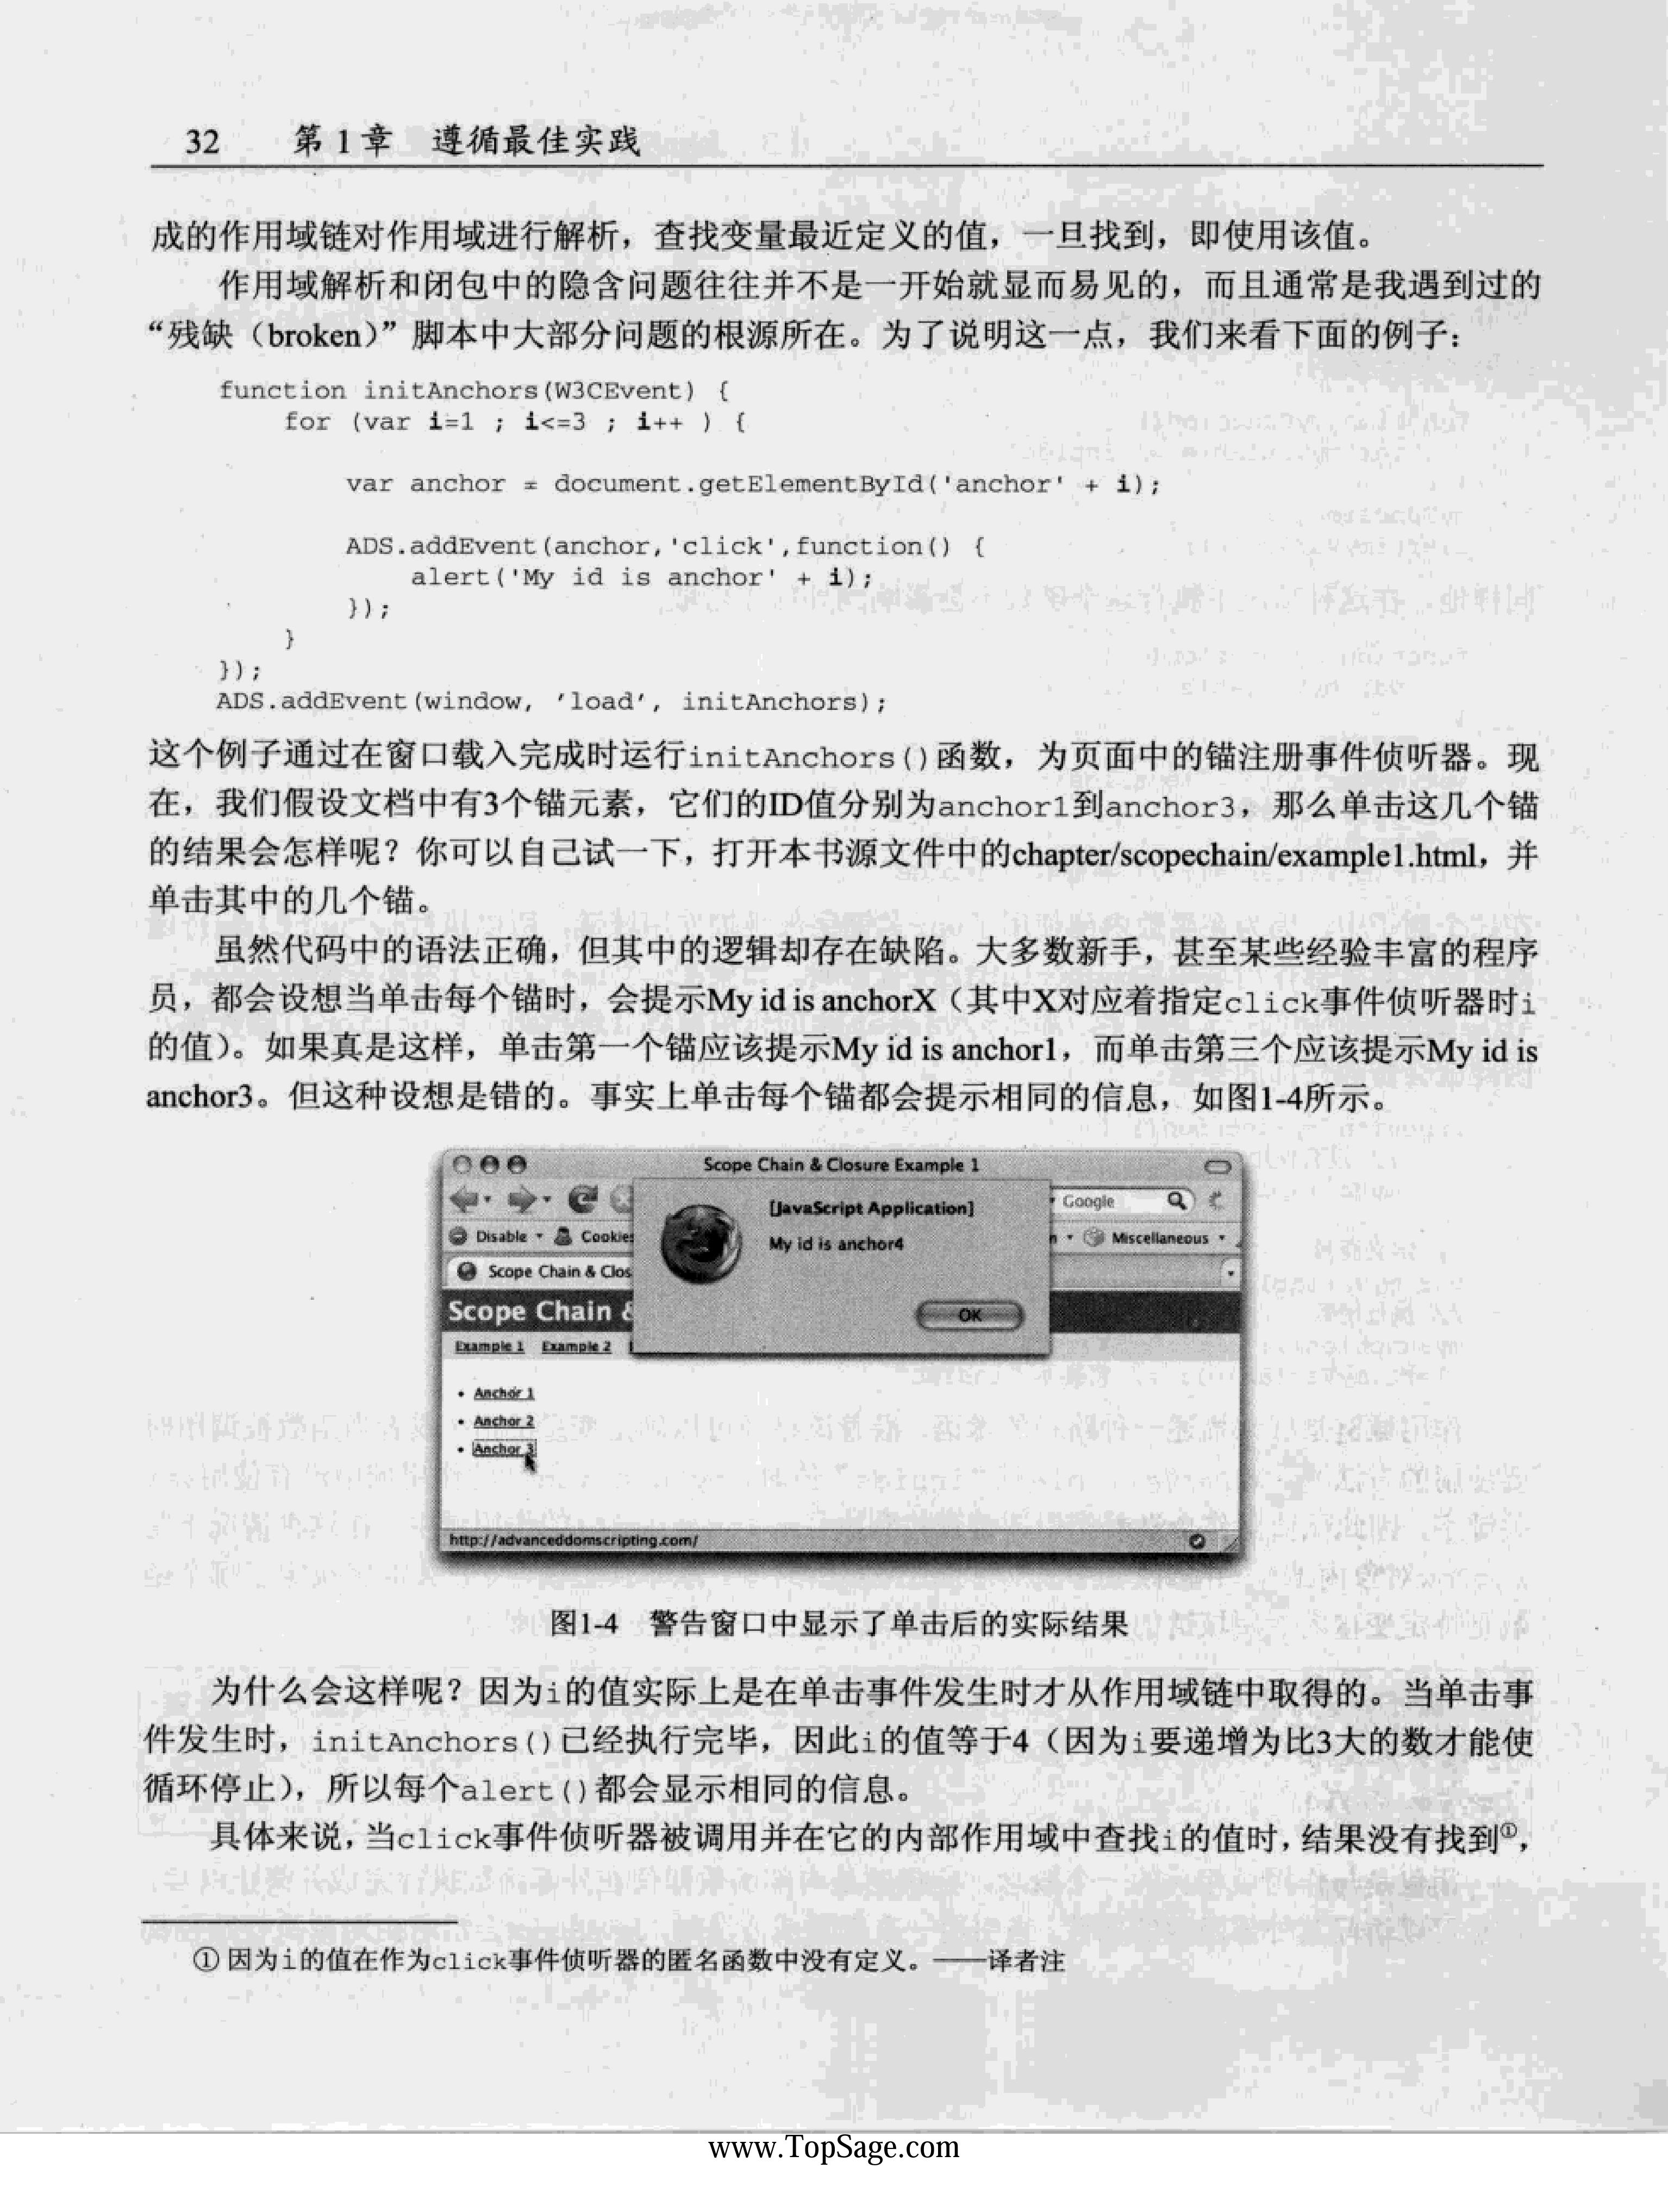 32 第 1 章 遵循最佳实践
成的作用域链对作用域进行解析，查找变量最近定义的值，一旦找到，即使用该值。
作用域解析和闭包中的隐含问题往往并不是一开始就显而易见的，而且通常是我遇到过的
“残缺（broken）”脚本中大部分问题的根源所在。为了说明这一点，我们来看下面的例子：
function initAnchors(W3CEvent) {
for (var i=1 ; i<=3 ; i++ ) {
var anchor = document.getElementById('anchor' + i);
ADS.addEvent(anchor,'click',function() {
alert('My id is anchor' + i);
});
}
});
ADS.addEvent(window, 'load', initAnchors);
这个例子通过在窗口载入完成时运行initAnchors()函数，为页面中的锚注册事件侦听器。现
在，我们假设文档中有3个锚元素，它们的ID值分别为anchor1到anchor3，那么单击这几个锚
的结果会怎样呢？你可以自己试一下，打开本书源文件中的chapter/scopechain/example1.html，并
单击其中的几个锚。
虽然代码中的语法正确，但其中的逻辑却存在缺陷。大多数新手，甚至某些经验丰富的程序
员，都会设想当单击每个锚时，会提示My id is anchorX（其中X对应着指定click事件侦听器时i
的值）。如果真是这样，单击第一个锚应该提示My id is anchor1，而单击第三个应该提示My id is
anchor3。但这种设想是错的。事实上单击每个锚都会提示相同的信息，如图1-4所示。
Scope Chain & Closure Example 1
[JavaScript Application]
Google
My id is anchor4
Disable Cookies
n Miscellaneous
Scope Chain & Clos
OK
Scope Chain &
Example 1 Example 2
• Anchor 1
• Anchor 2
• Anchor 3
http://advanceddomscripting.com/
图1-4 警告窗口中显示了单击后的实际结果
为什么会这样呢？因为i的值实际上是在单击事件发生时才从作用域链中取得的。当单击事
件发生时，initAnchors()已经执行完毕，因此i的值等于4（因为i要递增为比3大的数才能使
循环停止），所以每个alert()都会显示相同的信息。
具体来说，当click事件侦听器被调用并在它的内部作用域中查找i的值时，结果没有找到①，
① 因为i的值在作为click事件侦听器的匿名函数中没有定义。——译者注
www.TopSage.com